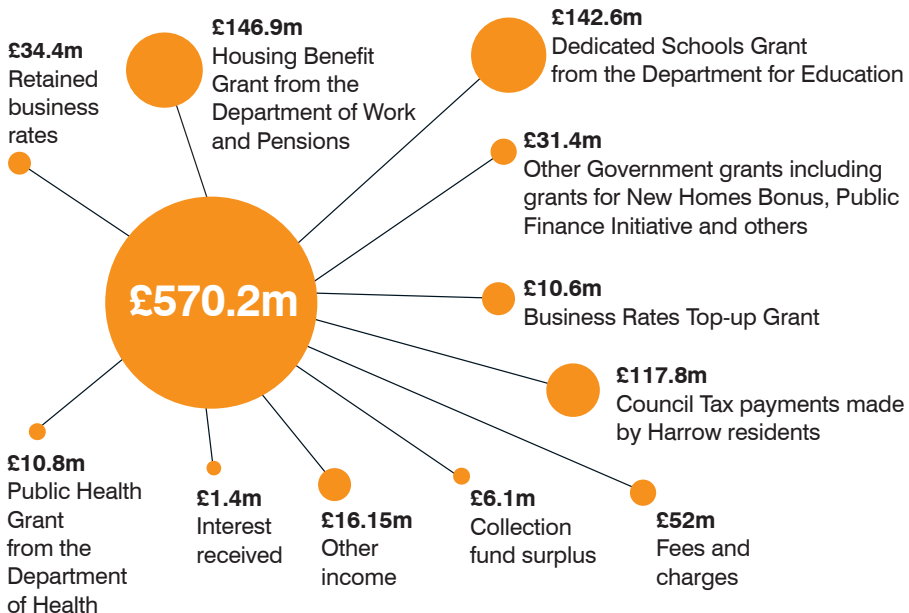 £34.4m
Retained
business
rates
£146.9m
Housing Benefit
Grant from the
Department of Work
and Pensions
£142.6m
Dedicated Schools Grant
from the Department for Education
£31.4m
Other Government grants including
grants for New Homes Bonus, Public
Finance Initiative and others
£570.2m
£10.6m
Business Rates Top-up Grant
£117.8m
Council Tax payments made
by Harrow residents
£10.8m
Public Health
Grant
from the
Department
of Health
£1.4m
Interest
received
£16.15m
Other
income
£6.1m
Collection
fund surplus
£52m
Fees and
charges